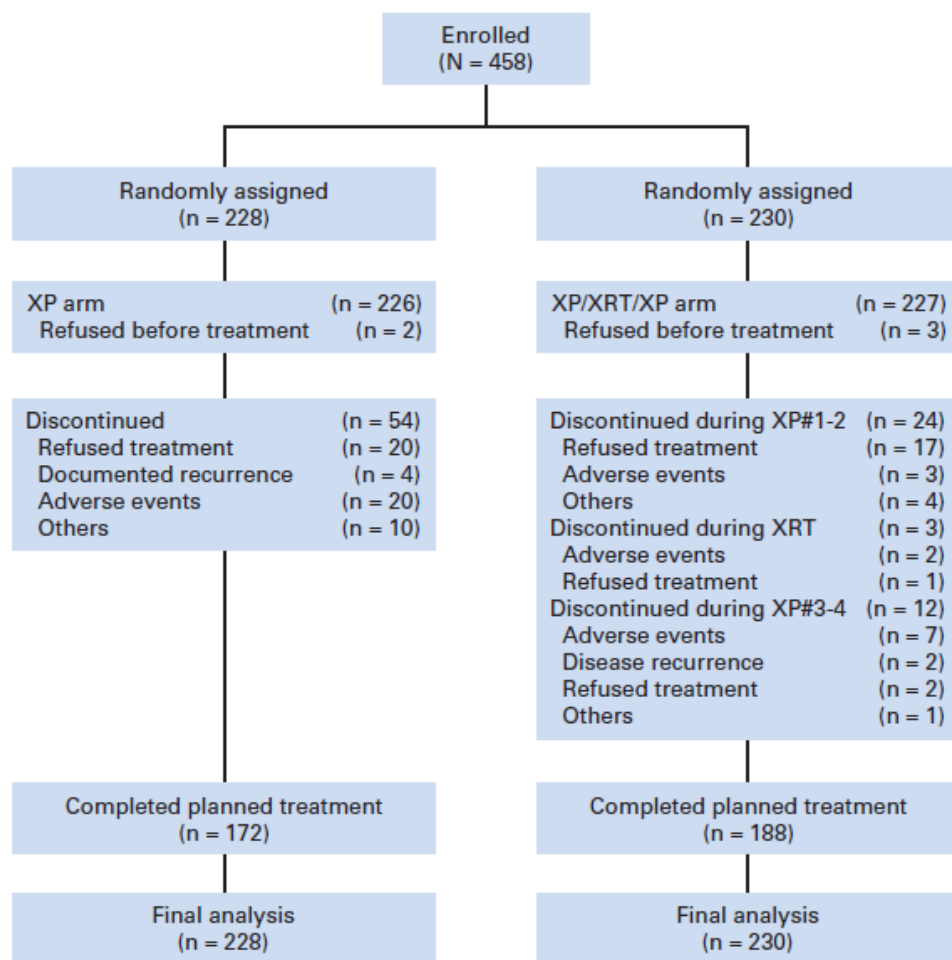 Enrolled
(N = 458)
Randomly assigned
(n = 228)
Randomly assigned
(n = 230)
XP arm (n = 226)
Refused before treatment (n = 2)
XP/XRT/XP arm (n = 227)
Refused before treatment (n = 3)
Discontinued (n = 54)
Refused treatment (n = 20)
Documented recurrence (n = 4)
Adverse events (n = 20)
Others (n = 10)
Discontinued during XP#1-2 (n = 24)
Refused treatment (n = 17)
Adverse events (n = 3)
Others (n = 4)
Discontinued during XRT (n = 3)
Adverse events (n = 2)
Refused treatment (n = 1)
Discontinued during XP#3-4 (n = 12)
Adverse events (n = 7)
Disease recurrence (n = 2)
Refused treatment (n = 2)
Others (n = 1)
Completed planned treatment
(n = 172)
Completed planned treatment
(n = 188)
Final analysis
(n = 228)
Final analysis
(n = 230)